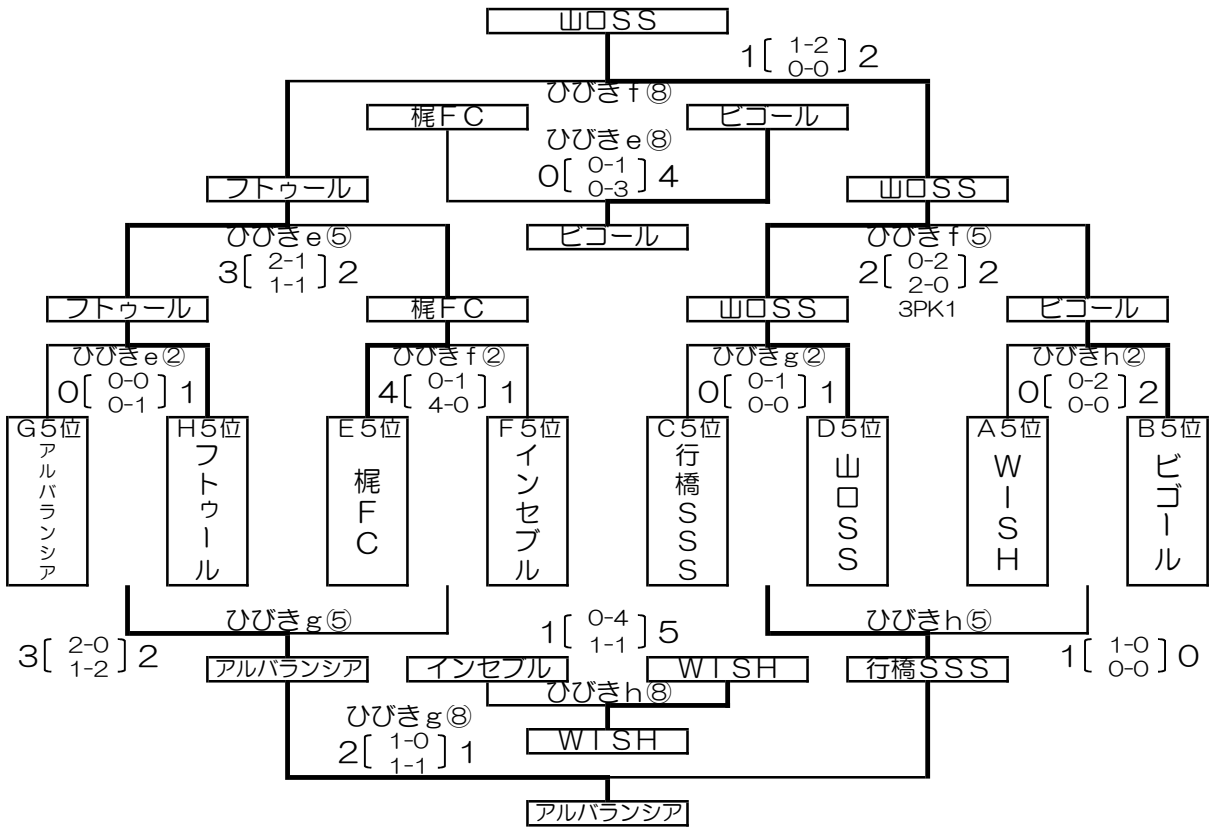 山口SS
1[1-2 0-0]2
ひびきf⑧
梶FC ビゴール
ひびきe⑧
0[0-1 0-3]4
フトゥール 山口SS
ビゴール
ひびきe⑤ ひびきf⑤
3[2-1 1-1]2 2[0-2 2-0]2
3PK1
フトゥール 梶FC 山口SS ビゴール
ひびきe② ひびきf② ひびきg② ひびきh②
0[0-0 0-1]1 4[0-1 4-0]1 0[0-1 0-0]1 0[0-2 0-0]2
G5位 H5位 E5位 F5位 C5位 D5位 A5位 B5位
アルバランシア フトゥール 梶FC インセブル 行橋SSS 山口SS WISH ビゴール
ひびきg⑤ 1[0-4 1-1]5 ひびきh⑤
3[2-0 1-2]2 1[1-0 0-0]0
アルバランシア インセブル WISH 行橋SSS
ひびきh⑧
ひびきg⑧
2[1-0 1-1]1
WISH
アルバランシア